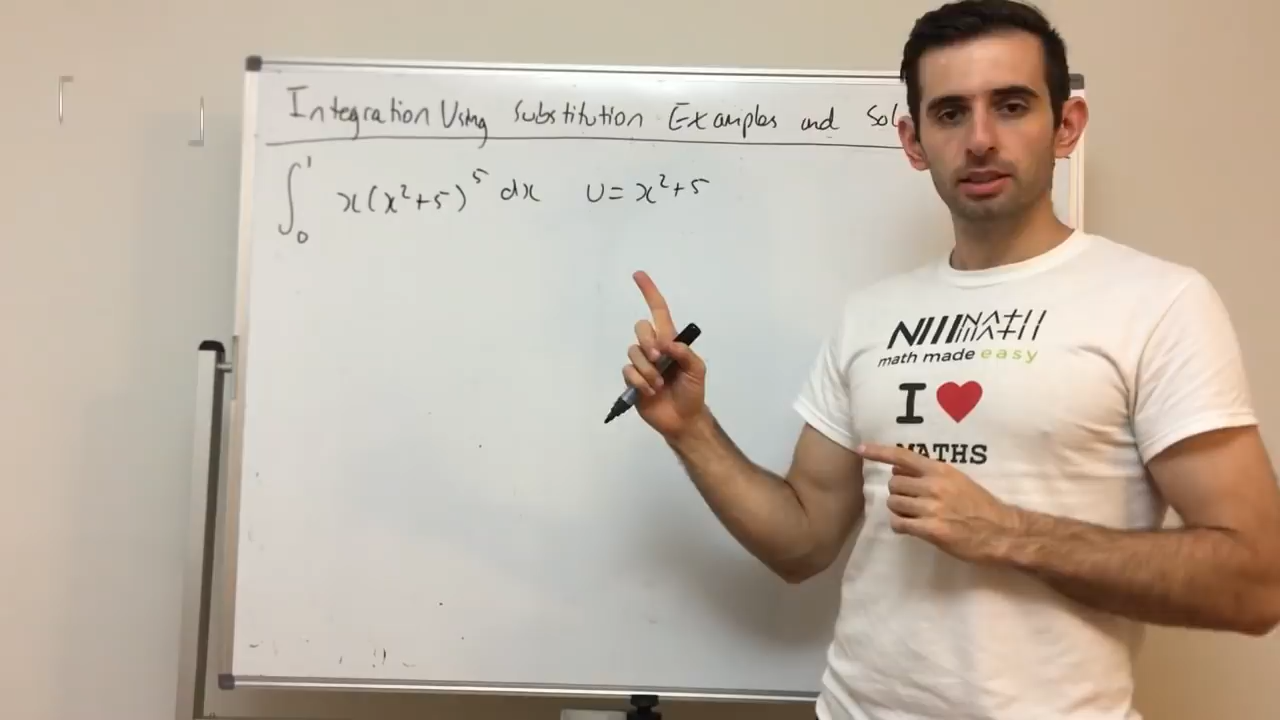 Integration Using Substitution Examples and Sol
∫₀¹ x(x²+5)⁵ dx U = x²+5
math made easy
I ❤
MATHS